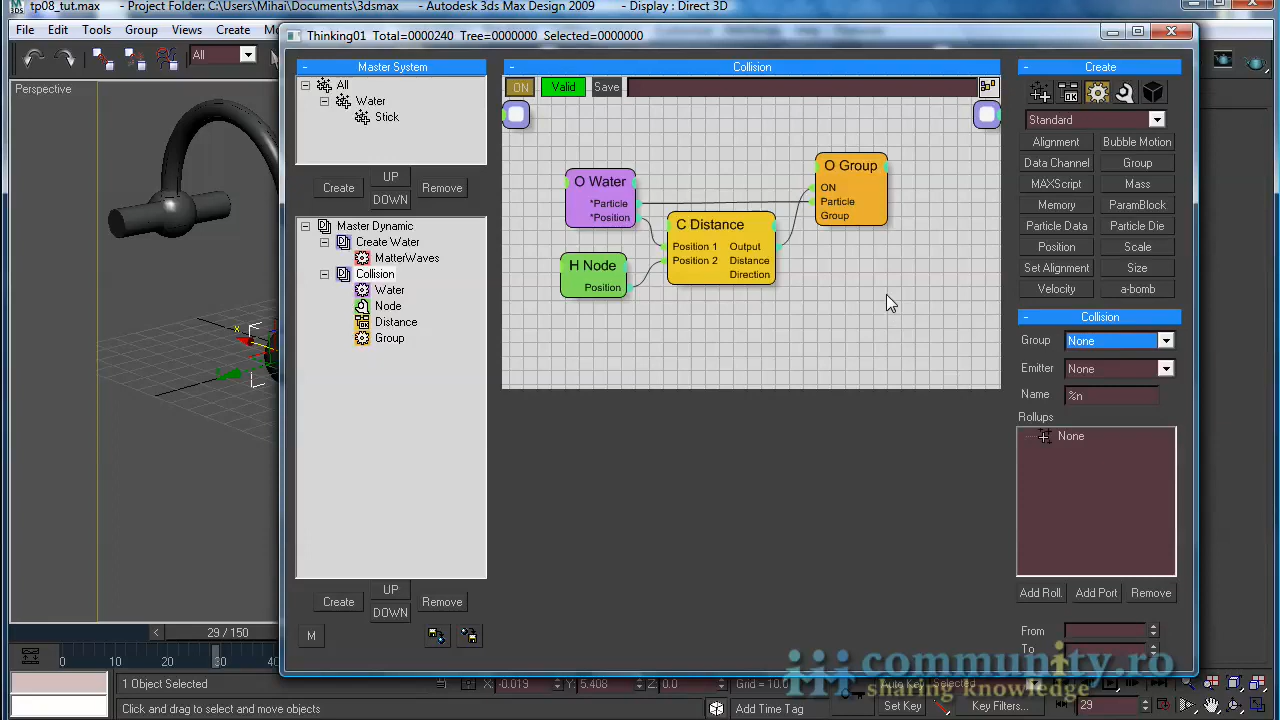 tp08_tut.max - Project Folder: C:\Users\Mihai\Documents\3dsmax - Autodesk 3ds Max Design 2009 - Display : Direct 3D
File Edit Tools Group Views Create
Thinking01 Total=0000240 Tree=0000000 Selected=0000000
All
Perspective
- Master System
All
Water
Stick
Create UP DOWN Remove
Master Dynamic
Create Water
MatterWaves
Collision
Water
Node
Distance
Group
Create UP DOWN Remove
M
- Collision
ON Valid Save
O Water
*Particle
*Position
H Node
Position
C Distance
Position 1 Output
Position 2 Distance
Direction
O Group
ON
Particle
Group
- Create
OK
Standard
Alignment Bubble Motion
Data Channel Group
MAXScript Mass
Memory ParamBlock
Particle Data Particle Die
Position Scale
Set Alignment Size
Velocity a-bomb
- Collision
Group None
Emitter None
Name %n
Rollups
None
Add Roll. Add Port Remove
From
To
29 / 150
0 10 20 30 40
1 Object Selected X: -0.019 Y: 5.408 Z: 0.0 Grid = 10.0 Auto Key Selected
Click and drag to select and move objects Add Time Tag Set Key Key Filters... 29
community.ro
sharing knowledge